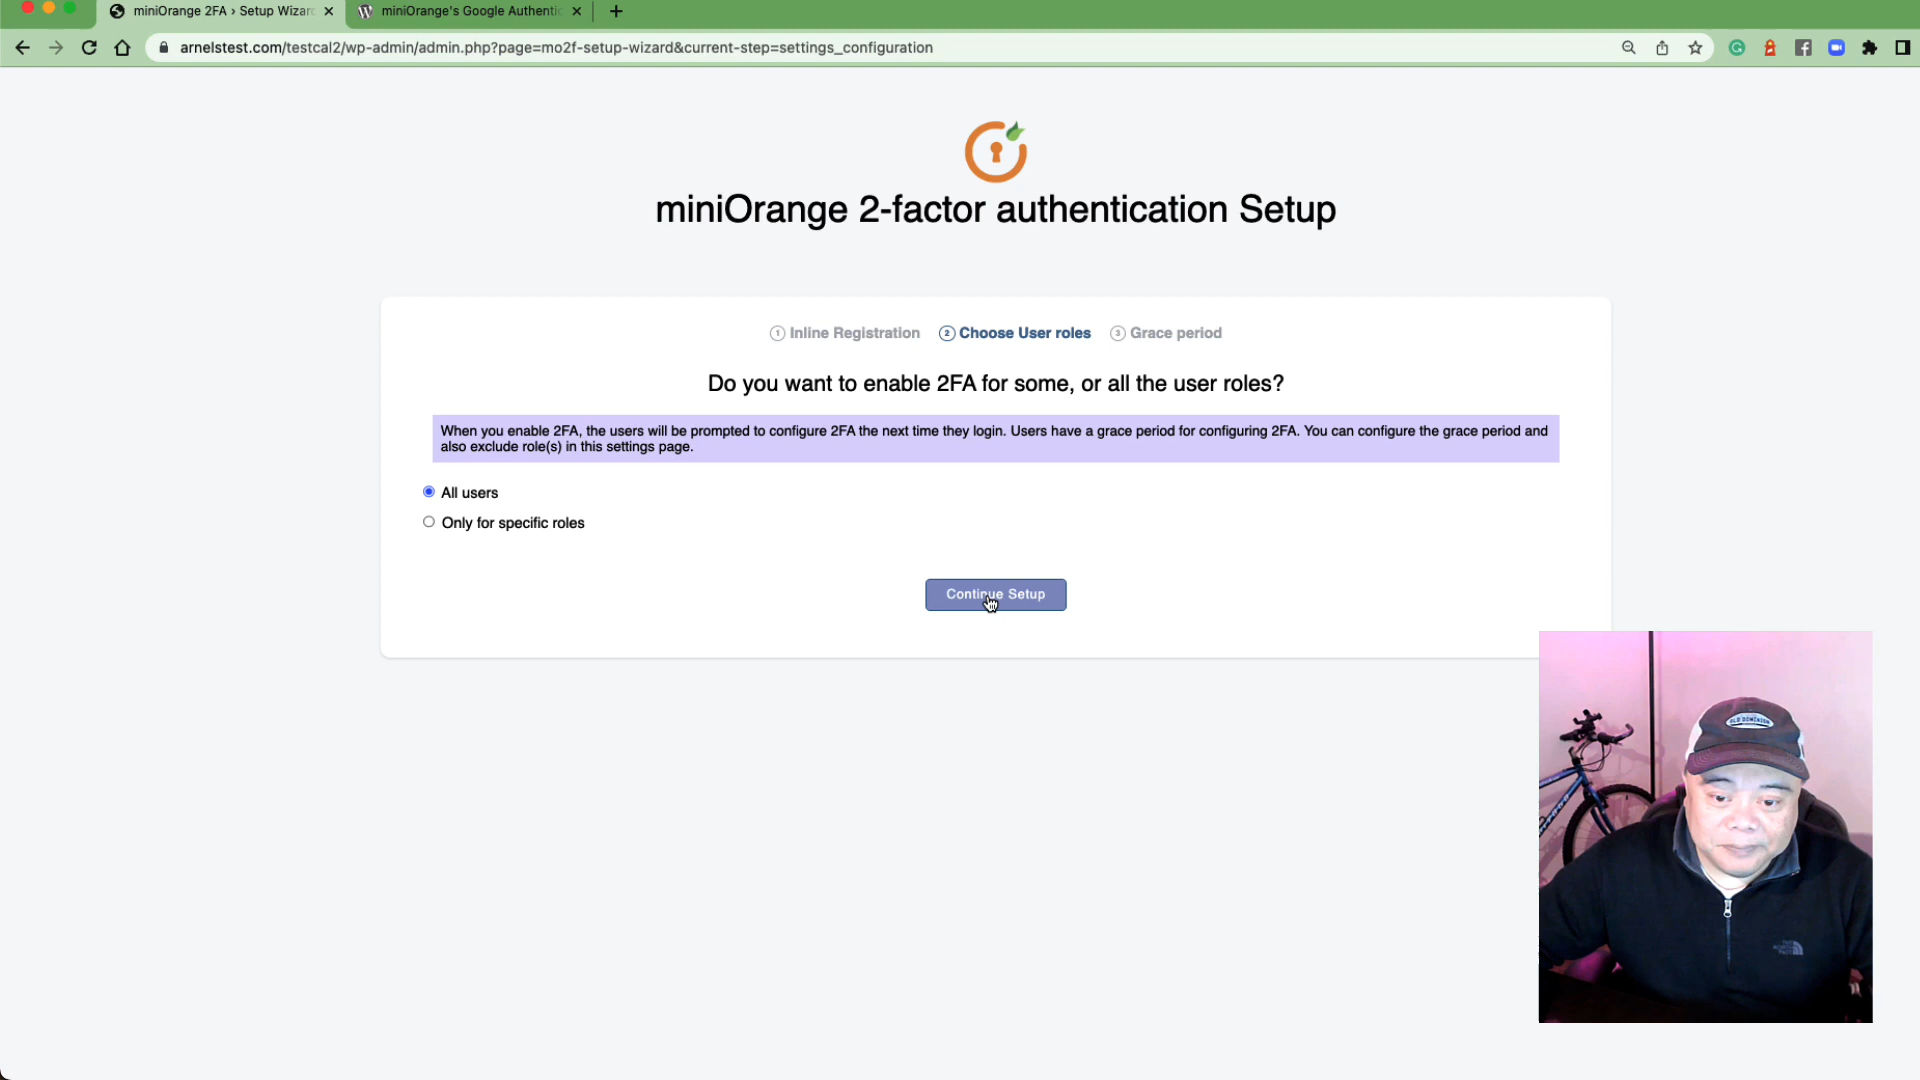 miniOrange 2FA › Setup Wizar
miniOrange's Google Authentic
arnelstest.com/testcal2/wp-admin/admin.php?page=mo2f-setup-wizard&current-step=settings_configuration
miniOrange 2-factor authentication Setup
1 Inline Registration 2 Choose User roles 3 Grace period
Do you want to enable 2FA for some, or all the user roles?
When you enable 2FA, the users will be prompted to configure 2FA the next time they login. Users have a grace period for configuring 2FA. You can configure the grace period and
also exclude role(s) in this settings page.
All users
Only for specific roles
Continue Setup
OLD DOMINION
THE
NORTH
FACE